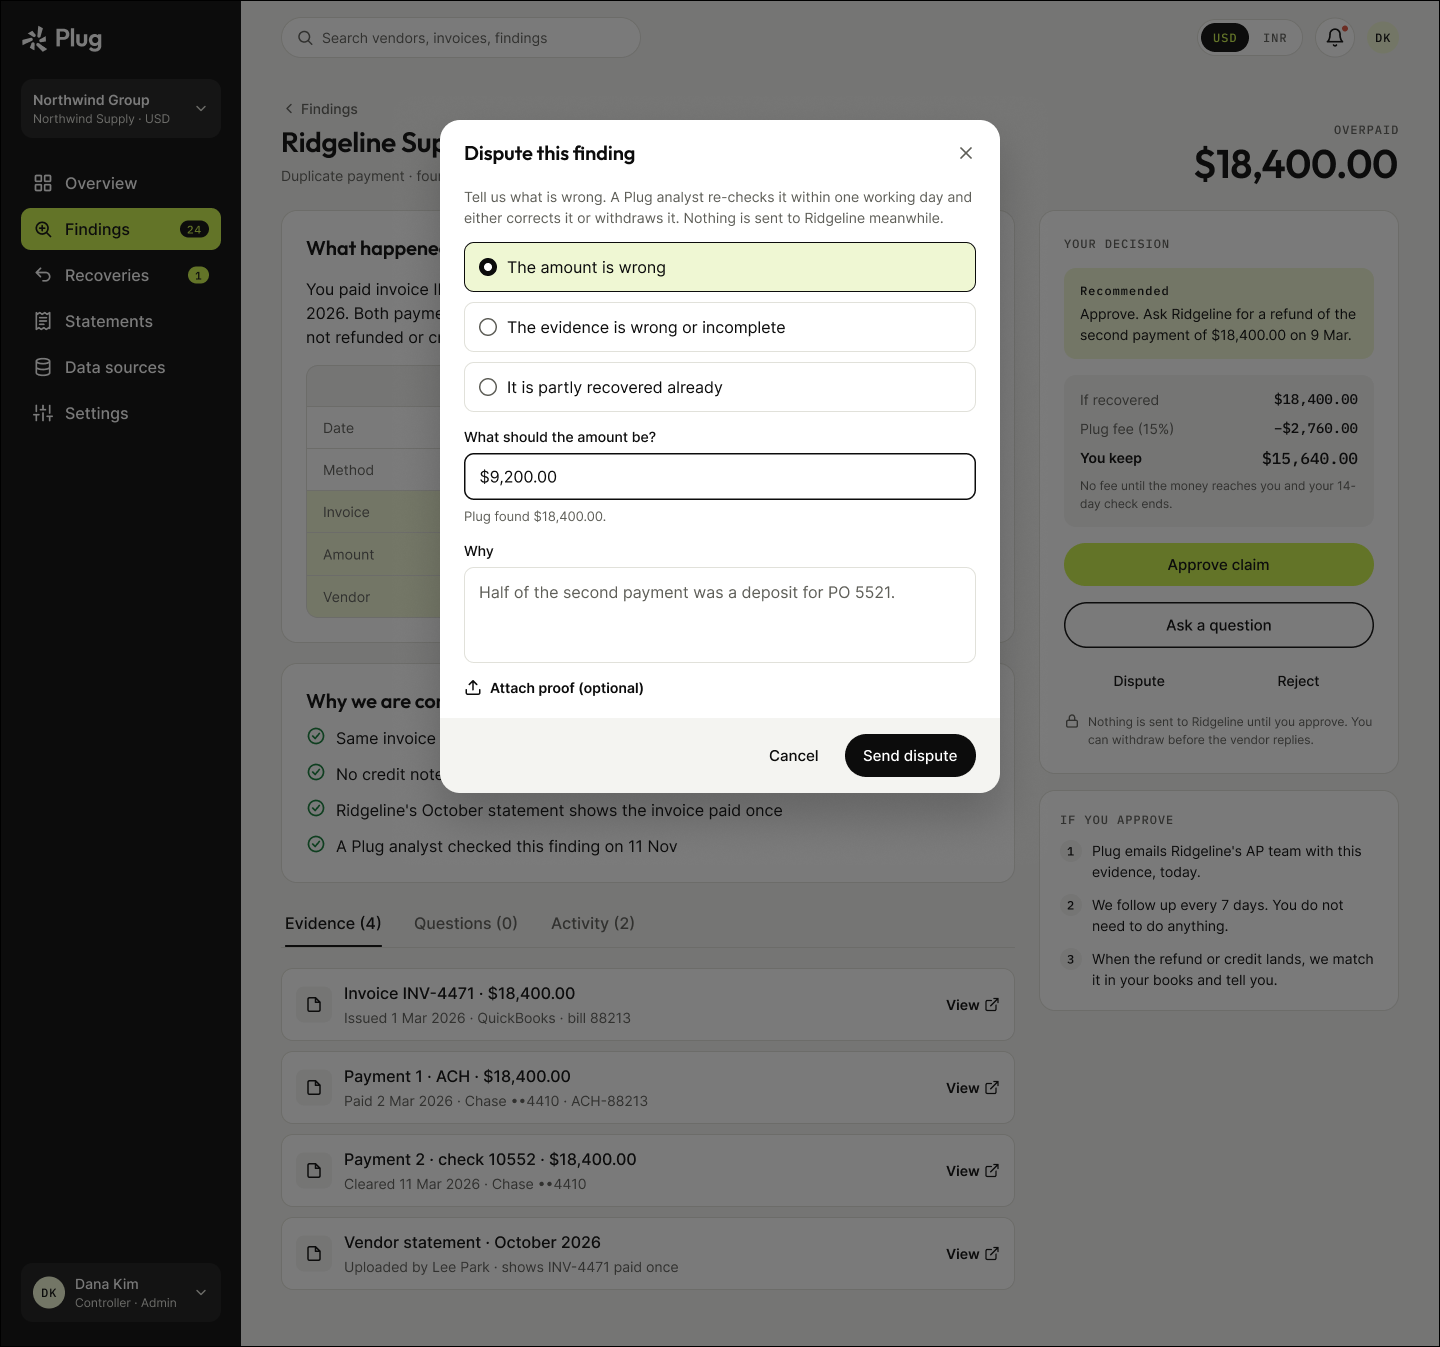 Plug
Northwind Group
Northwind Supply · USD
Overview
Findings
24
Recoveries
1
Statements
Data sources
Settings
DK
Dana Kim
Controller · Admin
Search vendors, invoices, findings
USD
INR
DK
Findings
Ridgeline
Duplicate payment ·
OVERPAID
$18,400.00
What happened
You paid invoice
2026. Both
not refunded or
Date
Method
Invoice
Amount
Vendor
Why we are
Same invoice
No credit note
Ridgeline's October statement shows the invoice paid once
A Plug analyst checked this finding on 11 Nov
Dispute this finding
Tell us what is wrong. A Plug analyst re-checks it within one working day and
either corrects it or withdraws it. Nothing is sent to Ridgeline meanwhile.
The amount is wrong
The evidence is wrong or incomplete
It is partly recovered already
What should the amount be?
$9,200.00
Plug found $18,400.00.
Why
Half of the second payment was a deposit for PO 5521.
Attach proof (optional)
Cancel
Send dispute
YOUR DECISION
Recommended
Approve. Ask Ridgeline for a refund of the
second payment of $18,400.00 on 9 Mar.
If recovered
$18,400.00
Plug fee (15%)
−$2,760.00
You keep
$15,640.00
No fee until the money reaches you and your 14-
day check ends.
Approve claim
Ask a question
Dispute
Reject
Nothing is sent to Ridgeline until you approve. You
can withdraw before the vendor replies.
IF YOU APPROVE
1
Plug emails Ridgeline's AP team with this
evidence, today.
2
We follow up every 7 days. You do not
need to do anything.
3
When the refund or credit lands, we match
it in your books and tell you.
Evidence (4)
Questions (0)
Activity (2)
Invoice INV-4471 · $18,400.00
Issued 1 Mar 2026 · QuickBooks · bill 88213
View
Payment 1 · ACH · $18,400.00
Paid 2 Mar 2026 · Chase ••4410 · ACH-88213
View
Payment 2 · check 10552 · $18,400.00
Cleared 11 Mar 2026 · Chase ••4410
View
Vendor statement · October 2026
Uploaded by Lee Park · shows INV-4471 paid once
View